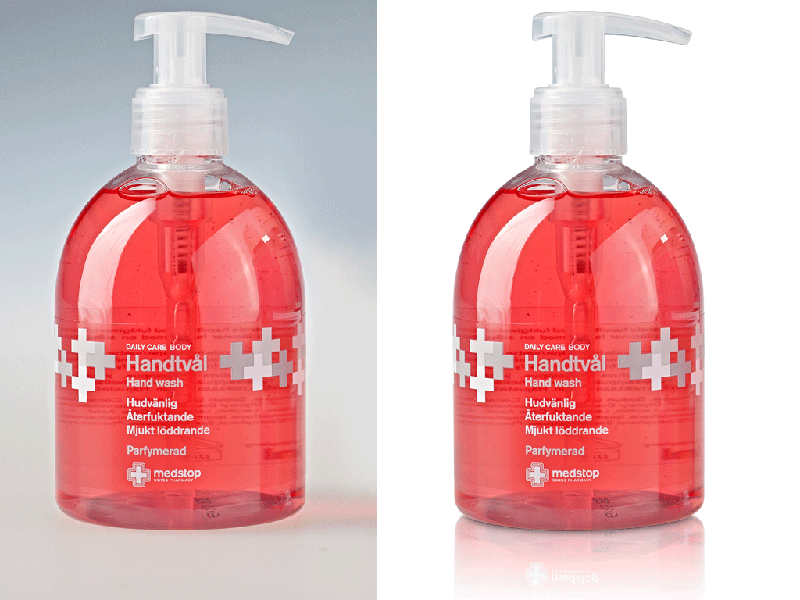 DAILY CARE BODY
Handtvål
Hand wash
Hudvänlig
Återfuktande
Mjukt löddrande
Parfymerad
medstop
DAILY CARE BODY
Handtvål
Hand wash
Hudvänlig
Återfuktande
Mjukt löddrande
Parfymerad
medstop